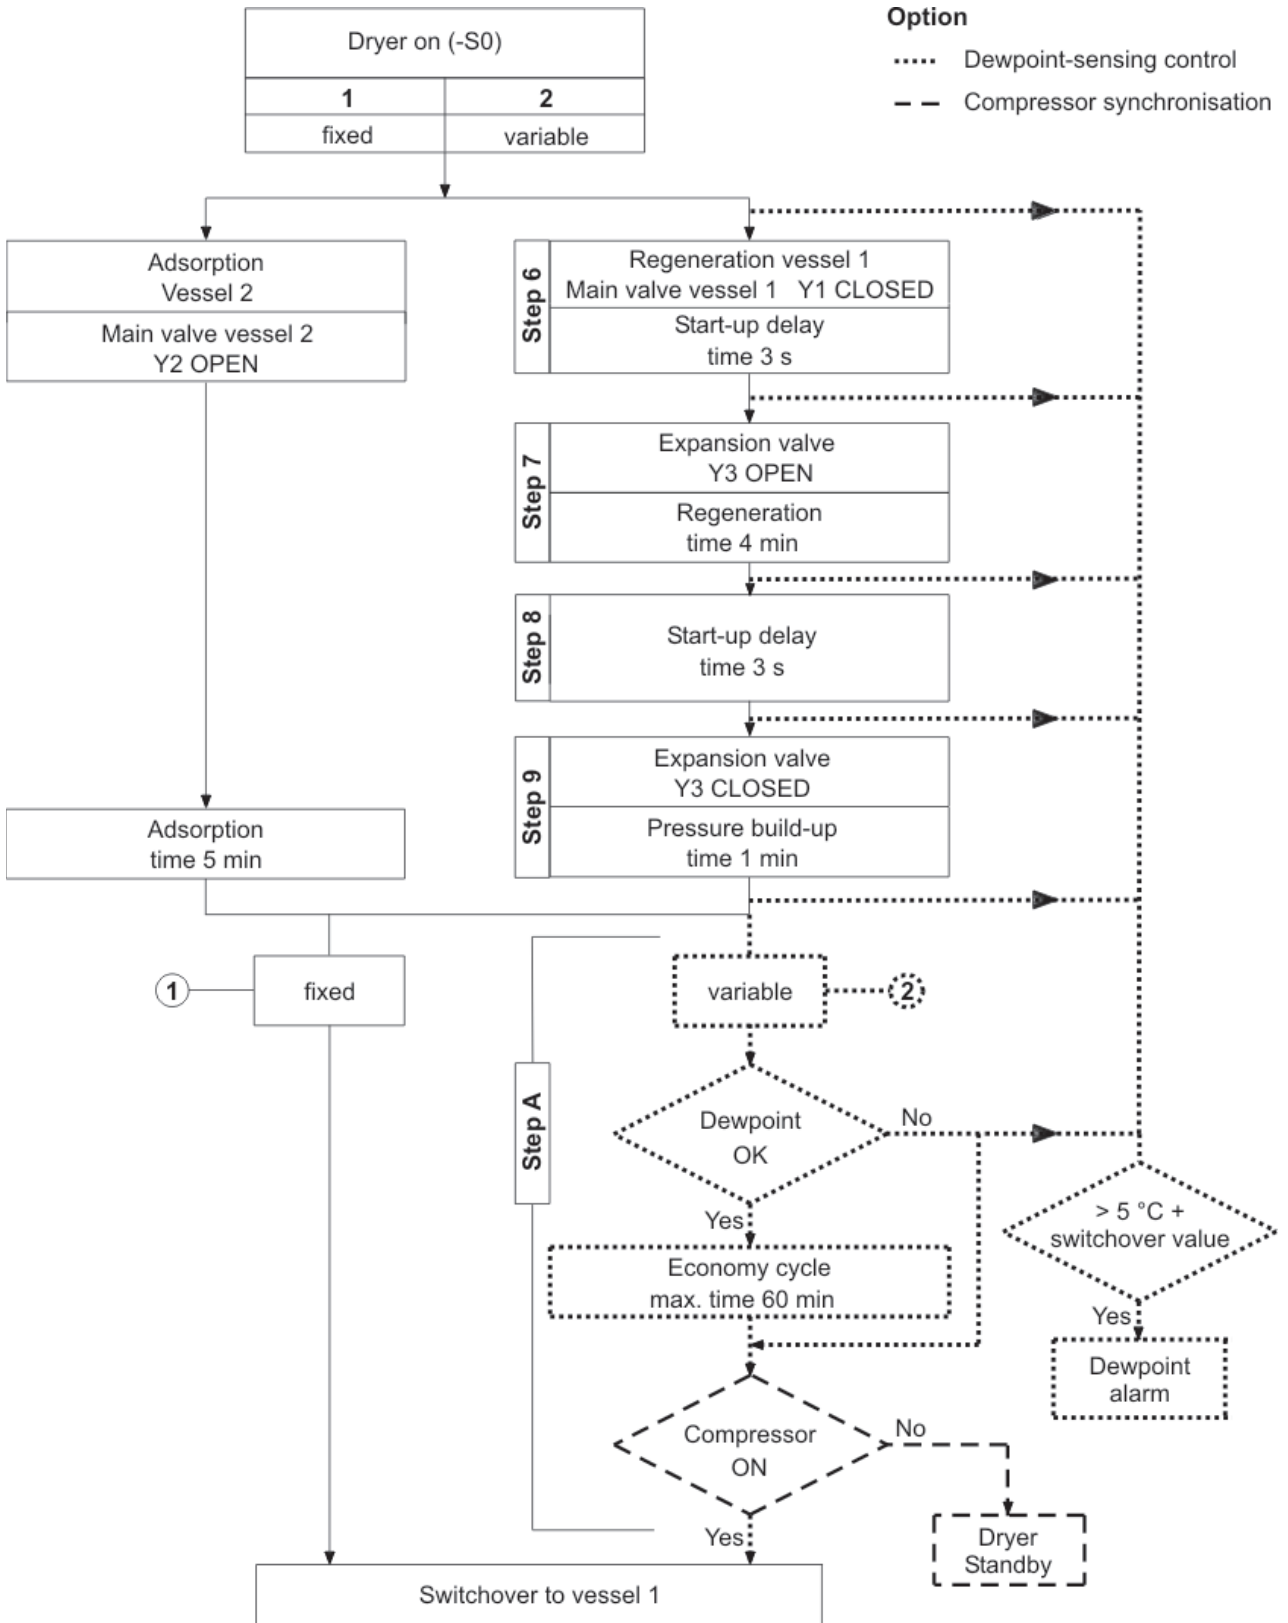 Option
Dewpoint-sensing control
Compressor synchronisation
Dryer on (-S0)
1
2
fixed
variable
Adsorption
Vessel 2
Main valve vessel 2
Y2 OPEN
Step 6
Regeneration vessel 1
Main valve vessel 1 Y1 CLOSED
Start-up delay
time 3 s
Step 7
Expansion valve
Y3 OPEN
Regeneration
time 4 min
Step 8
Start-up delay
time 3 s
Step 9
Expansion valve
Y3 CLOSED
Pressure build-up
time 1 min
Adsorption
time 5 min
1
fixed
variable
2
Step A
Dewpoint
OK
No
Yes
> 5 °C +
switchover value
Yes
Dewpoint
alarm
Economy cycle
max. time 60 min
Compressor
ON
No
Yes
Dryer
Standby
Switchover to vessel 1